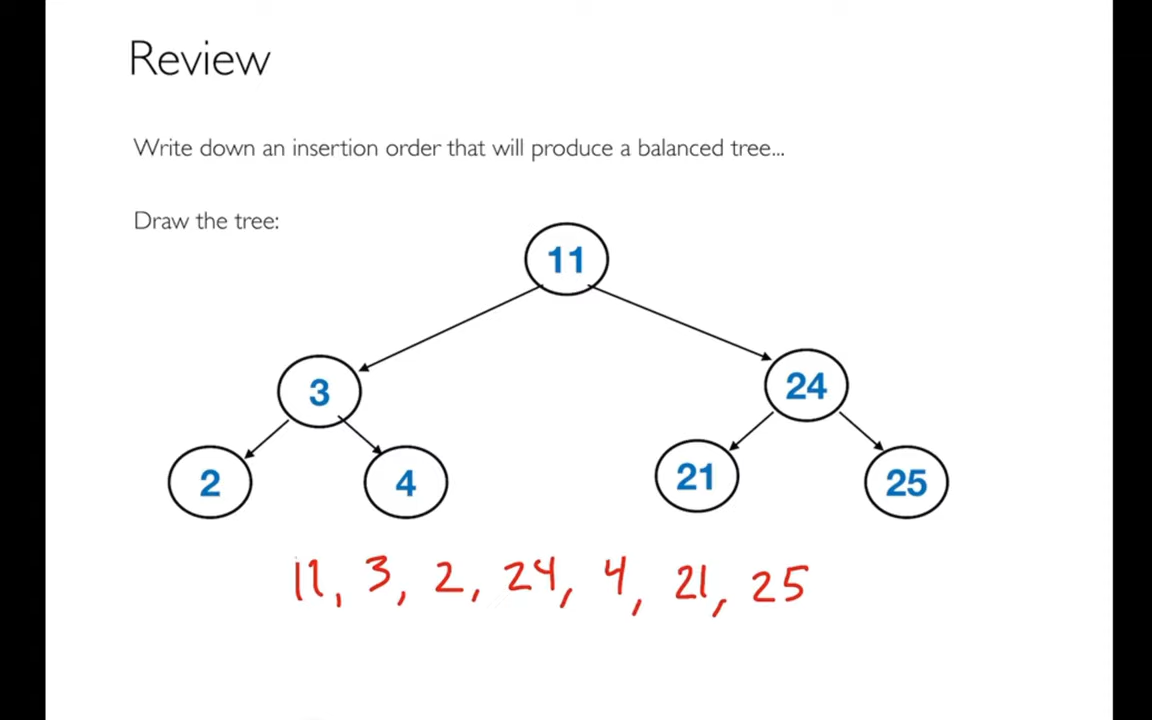 Review
Write down an insertion order that will produce a balanced tree...
Draw the tree:
11
3
24
2
4
21
25
11, 3, 2, 24, 4, 21, 25